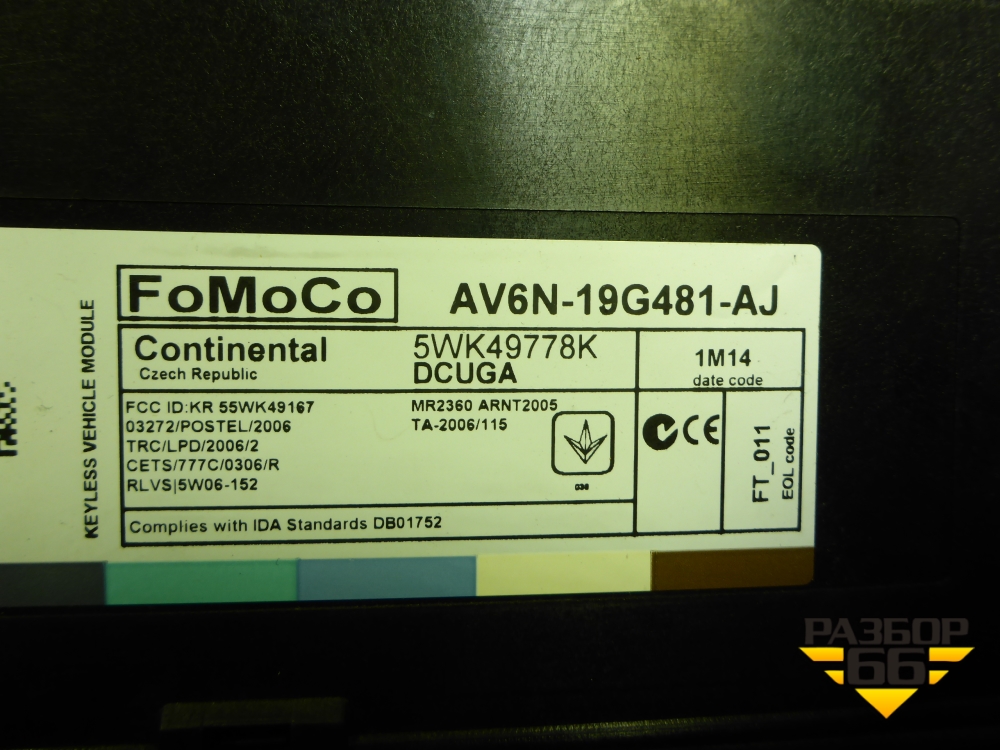 KEYLESS VEHICLE MODULE
FoMoCo
AV6N-19G481-AJ
Continental
Czech Republic
5WK49778K
DCUGA
1M14
date code
FCC ID:KR 55WK49167
03272/POSTEL/2006
TRC/LPD/2006/2
CETS/777C/0306/R
RLVS|5W06-152
MR2360 ARNT2005
TA-2006/115
036
CE
FT_011
EOL code
Complies with IDA Standards DB01752
РАЗБОР
66